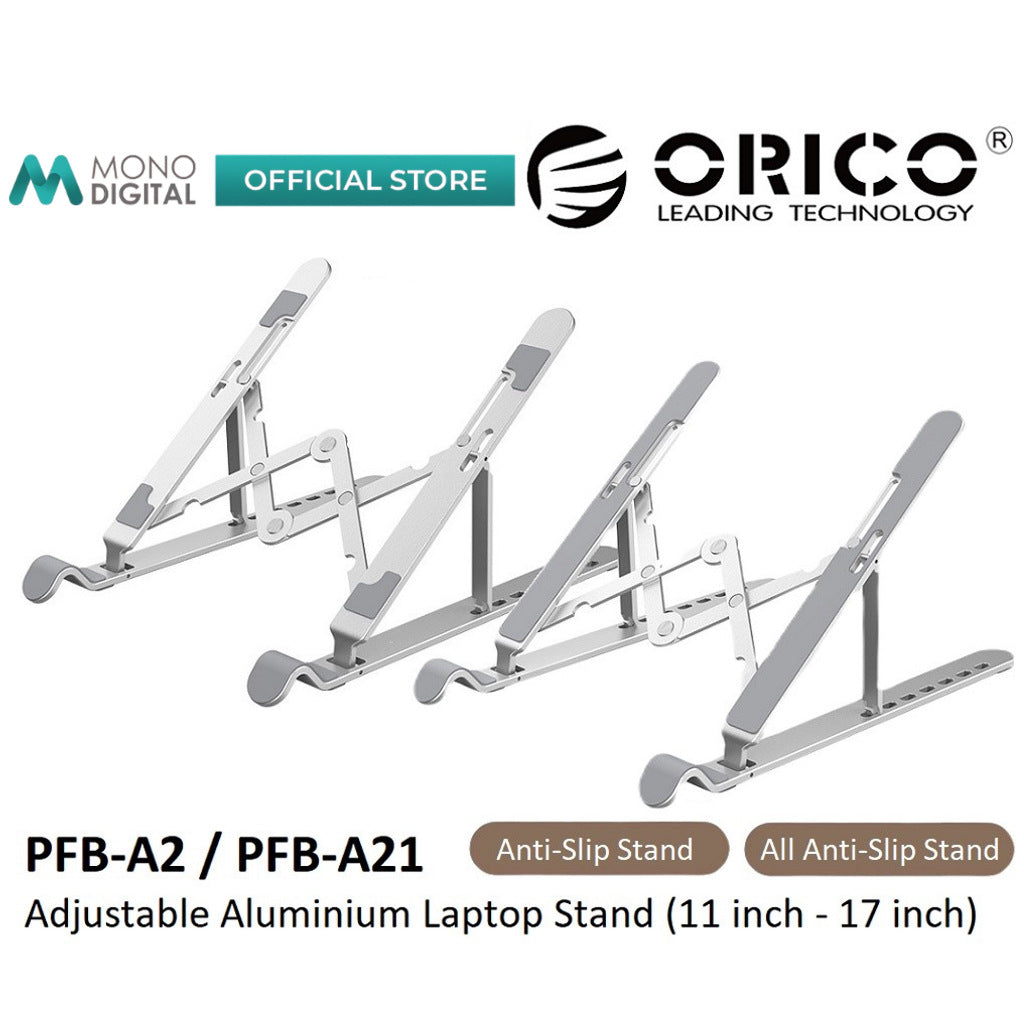 MONO
DIGITAL
OFFICIAL STORE
ORICO®
LEADING TECHNOLOGY
PFB-A2 / PFB-A21
Anti-Slip Stand
All Anti-Slip Stand
Adjustable Aluminium Laptop Stand (11 inch - 17 inch)